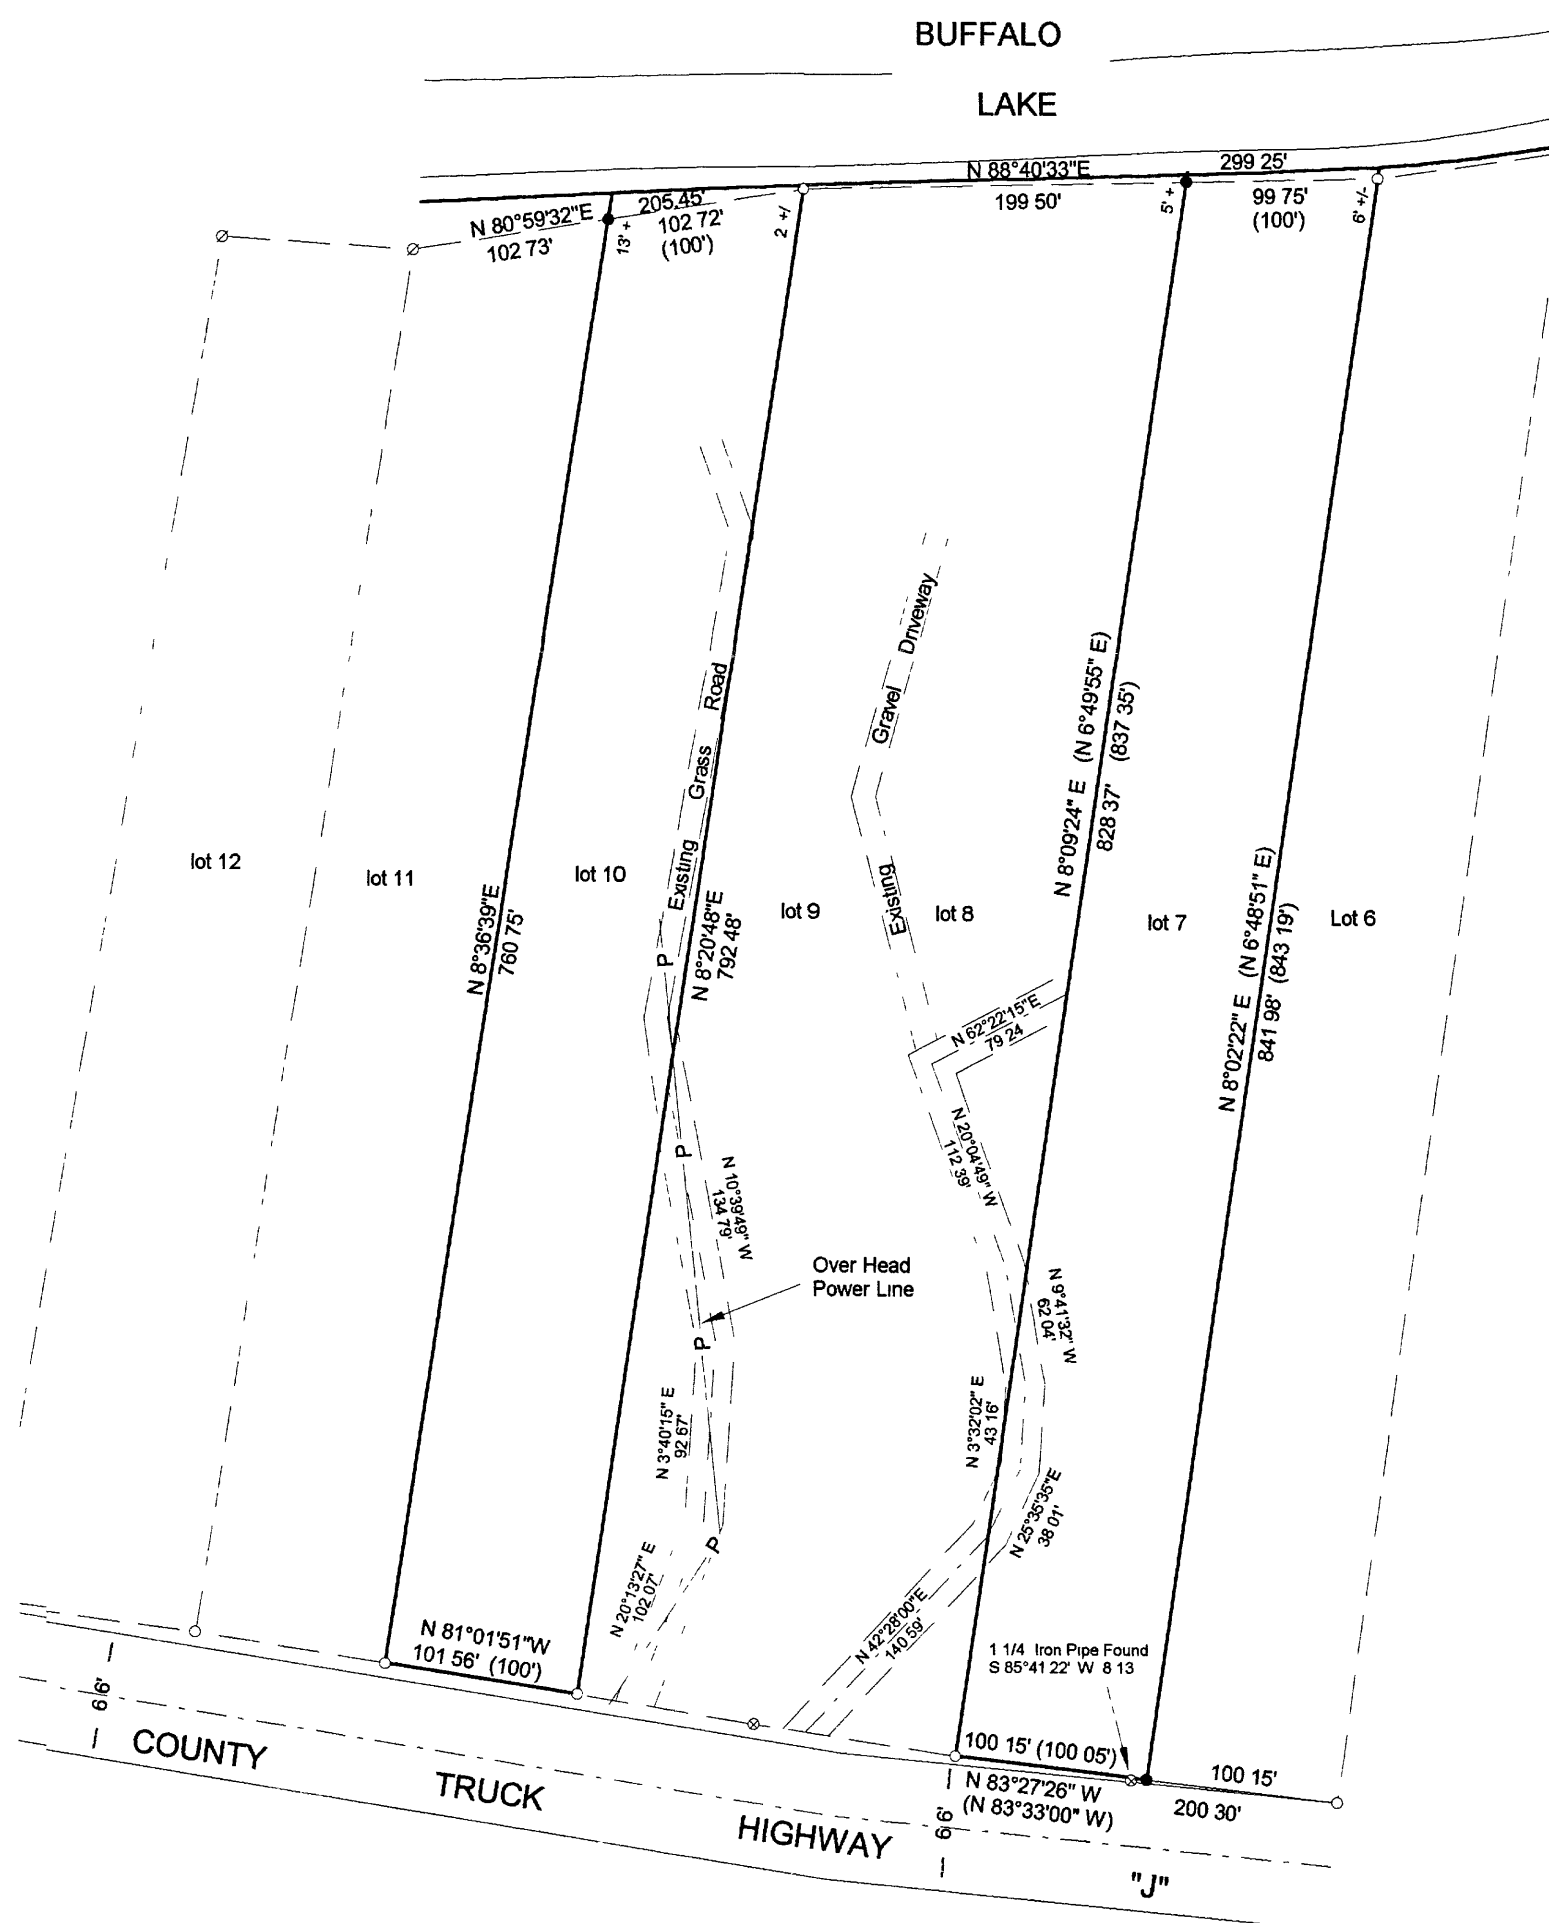 BUFFALO
LAKE
N 88°40'33"E
299 25'
199 50'
5' +
99 75'
(100')
6' +/-
N 80°59'32"E
102 73'
205.45'
102 72'
(100')
13' +
2 +/
Existing Grass Road
Existing Gravel Driveway
lot 12
lot 11
lot 10
lot 9
lot 8
lot 7
Lot 6
N 8°36'39"E
760 75'
N 8°20'48"E
792 48'
N 8°09'24" E (N 6°49'55" E)
828 37' (837 35')
N 8°02'22" E (N 6°48'51" E)
841 98' (843 19')
P
P
P
P
N 62°22'15"E
79 24
N 20°04'49" W
112 39'
N 10°39'49" W
134 79'
Over Head
Power Line
N 9°41'32" W
62 04'
N 3°40'15" E
92 67'
N 3°32'02" E
43 16'
N 25°35'35"E
38 01'
N 20°13'27" E
102 07'
N 42°28'00"E
140 59'
1 1/4 Iron Pipe Found
S 85°41 22' W 8 13
N 81°01'51"W
101 56' (100')
100 15' (100 05')
N 83°27'26" W
(N 83°33'00" W)
100 15'
200 30'
66'
66'
COUNTY TRUCK HIGHWAY "J"